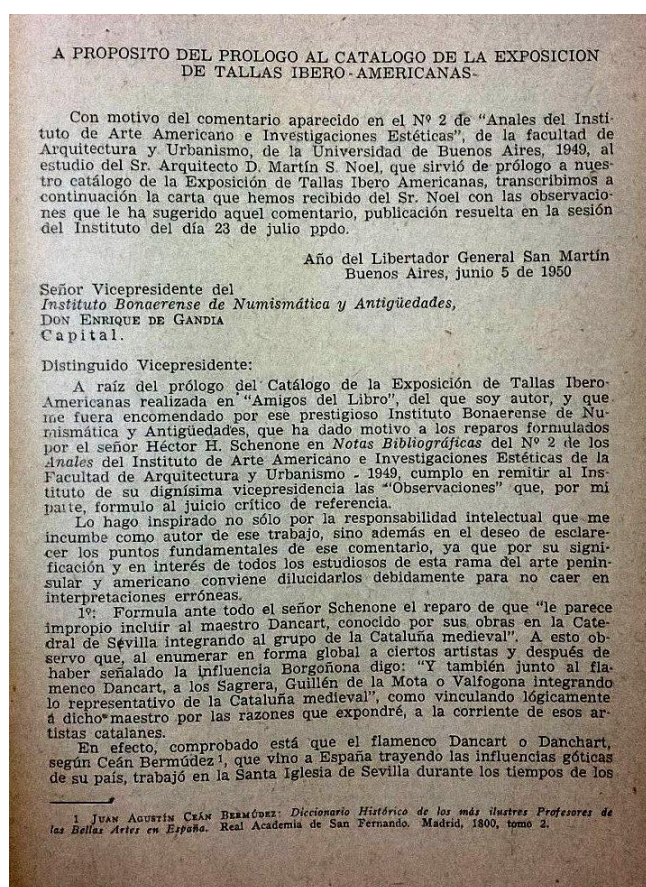 A PROPOSITO DEL PROLOGO AL CATALOGO DE LA EXPOSICION
DE TALLAS IBERO-AMERICANAS
Con motivo del comentario aparecido en el Nº 2 de "Anales del Insti-
tuto de Arte Americano e Investigaciones Estéticas", de la facultad de
Arquitectura y Urbanismo, de la Universidad de Buenos Aires, 1949, al
estudio del Sr. Arquitecto D. Martín S. Noel, que sirvió de prólogo a nues-
tro catálogo de la Exposición de Tallas Ibero Americanas, transcribimos a
continuación la carta que hemos recibido del Sr. Noel con las observacio-
nes que le ha sugerido aquel comentario, publicación resuelta en la sesión
del Instituto del día 23 de julio ppdo.
Año del Libertador General San Martín
Buenos Aires, junio 5 de 1950
Señor Vicepresidente del
Instituto Bonaerense de Numismática y Antigüedades,
DON ENRIQUE DE GANDIA
Capital.
Distinguido Vicepresidente:
A raíz del prólogo del Catálogo de la Exposición de Tallas Ibero-
Americanas realizada en "Amigos del Libro", del que soy autor, y que
me fuera encomendado por ese prestigioso Instituto Bonaerense de Nu-
mismática y Antigüedades, que ha dado motivo a los reparos formulados
por el señor Héctor H. Schenone en Notas Bibliográficas del Nº 2 de los
Anales del Instituto de Arte Americano e Investigaciones Estéticas de la
Facultad de Arquitectura y Urbanismo - 1949, cumplo en remitir al Ins-
tituto de su dignísima vicepresidencia las "Observaciones" que, por mi
parte, formulo al juicio crítico de referencia.
Lo hago inspirado no sólo por la responsabilidad intelectual que me
incumbe como autor de ese trabajo, sino además en el deseo de esclare-
cer los puntos fundamentales de ese comentario, ya que por su signi-
ficación y en interés de todos los estudiosos de esta rama del arte penin-
sular y americano conviene dilucidarlos debidamente para no caer en
interpretaciones erróneas.
1º: Formula ante todo el señor Schenone el reparo de que "le parece
impropio incluir al maestro Dancart, conocido por sus obras en la Cate-
dral de Sevilla integrando al grupo de la Cataluña medieval". A esto ob-
servo que, al enumerar en forma global a ciertos artistas y después de
haber señalado la influencia Borgoñona digo: "Y también junto al fla-
menco Dancart, a los Sagrera, Guillén de la Mota o Valfogona integrando
lo representativo de la Cataluña medieval", como vinculando lógicamente
á dicho maestro por las razones que expondré, a la corriente de esos ar-
tistas catalanes.
En efecto, comprobado está que el flamenco Dancart o Danchart,
según Ceán Bermúdez 1, que vino a España trayendo las influencias góticas
de su país, trabajó en la Santa Iglesia de Sevilla durante los tiempos de los
1 JUAN AGUSTÍN CEÁN BERMÚDEZ: Diccionario Histórico de los más ilustres Profesores de
las Bellas Artes en España. Real Academia de San Fernando. Madrid, 1800, tomo 2.